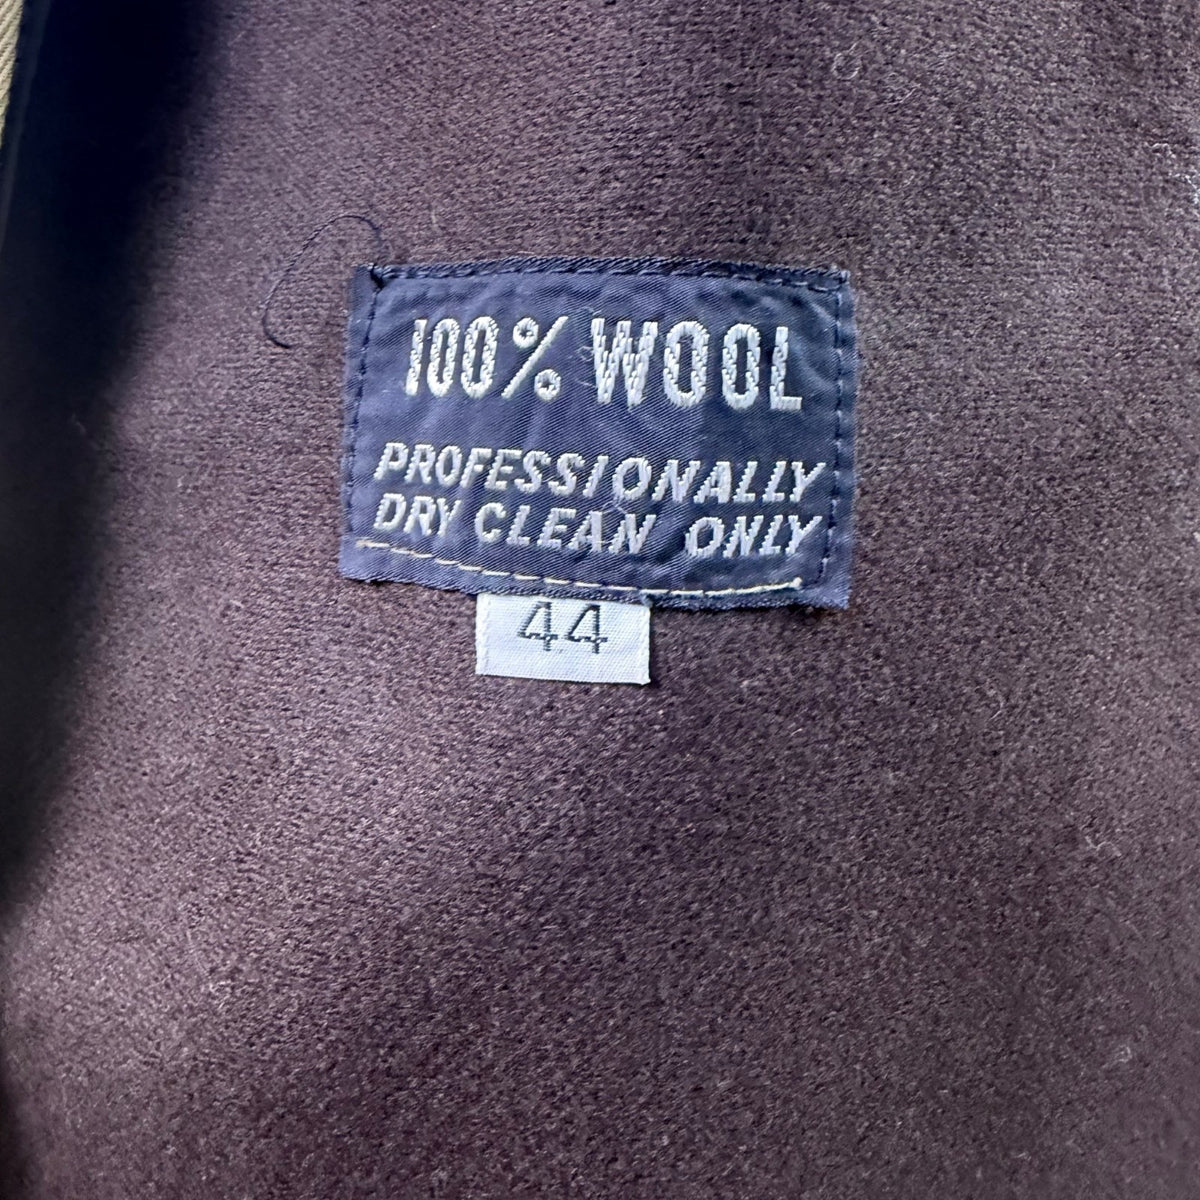 100% WOOL
PROFESSIONALLY
DRY CLEAN ONLY
44